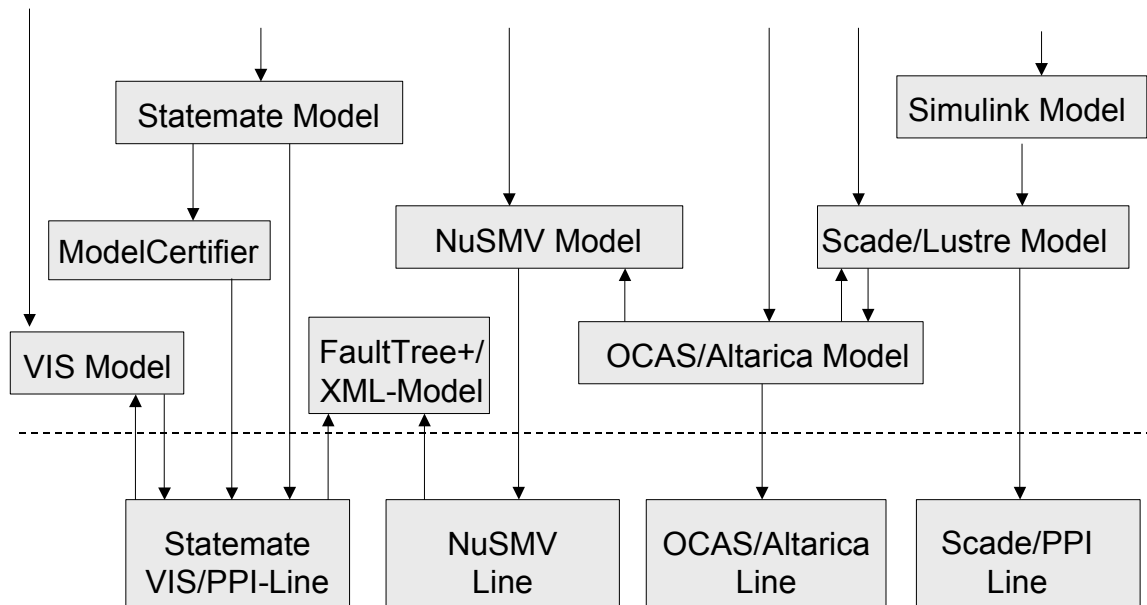 Statemate Model
Simulink Model
ModelCertifier
NuSMV Model
Scade/Lustre Model
VIS Model
FaultTree+/
XML-Model
OCAS/Altarica Model
Statemate
VIS/PPI-Line
NuSMV
Line
OCAS/Altarica
Line
Scade/PPI
Line